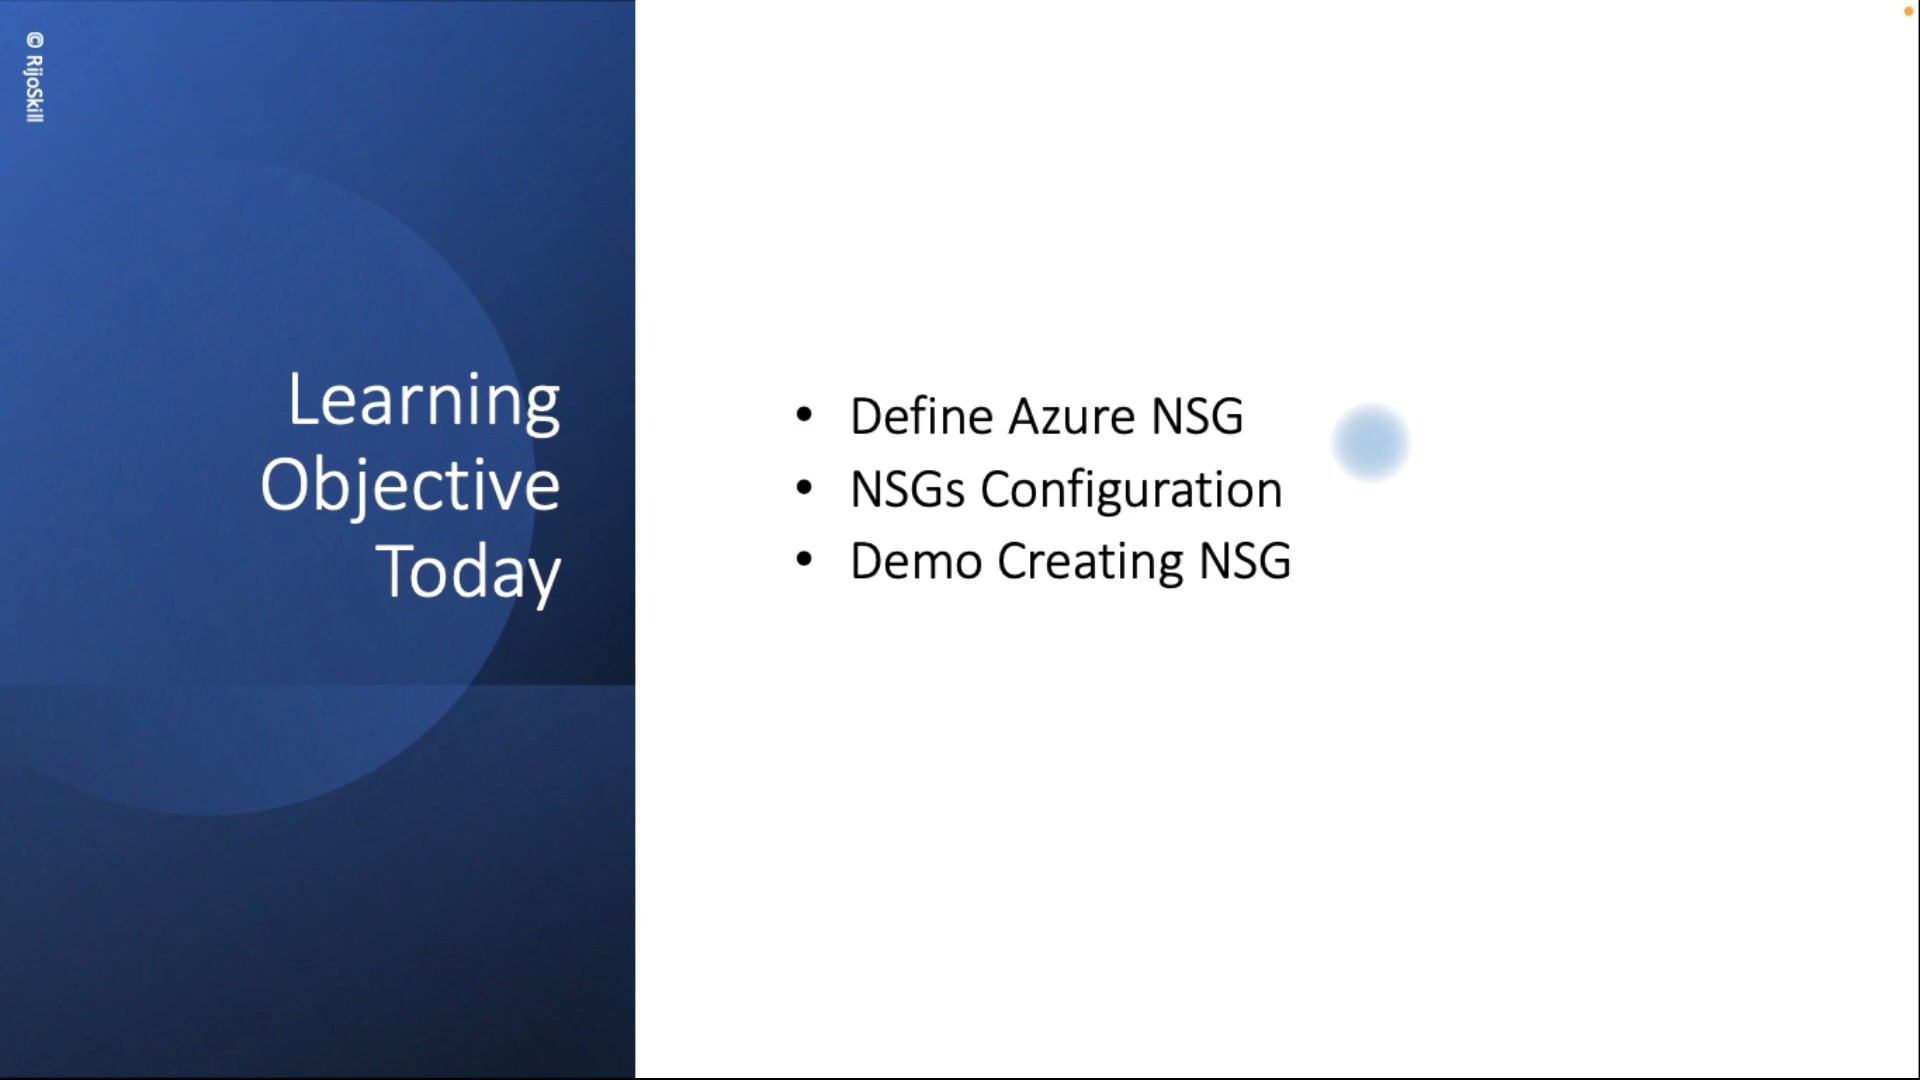 © RijoSkill
Learning
Objective
Today
• Define Azure NSG
• NSGs Configuration
• Demo Creating NSG